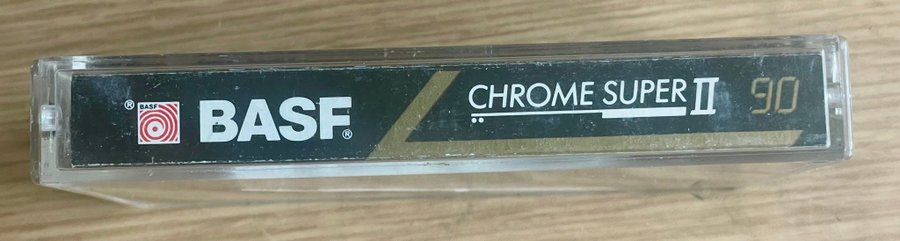 ® BASF BASF® CHROME SUPER II 90